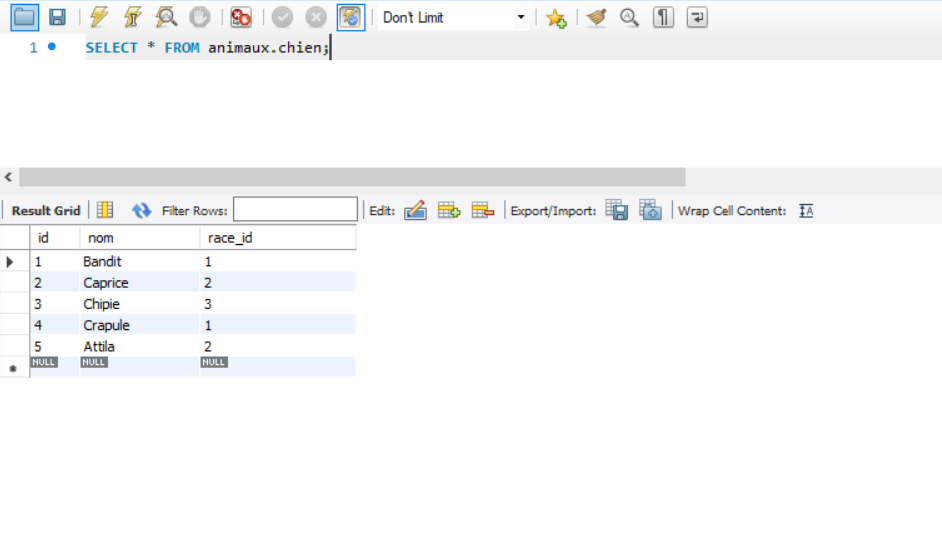 Don't Limit
1 SELECT * FROM animaux.chien;
Result Grid Filter Rows: Edit: Export/Import: Wrap Cell Content:
id nom race_id
1 Bandit 1
2 Caprice 2
3 Chipie 3
4 Crapule 1
5 Attila 2
NULL NULL NULL